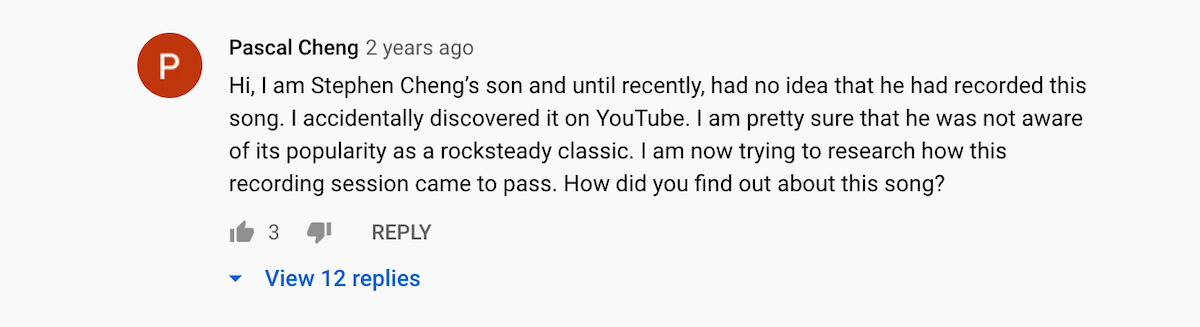 P
Pascal Cheng 2 years ago
Hi, I am Stephen Cheng’s son and until recently, had no idea that he had recorded this
song. I accidentally discovered it on YouTube. I am pretty sure that he was not aware
of its popularity as a rocksteady classic. I am now trying to research how this
recording session came to pass. How did you find out about this song?
3 REPLY
View 12 replies